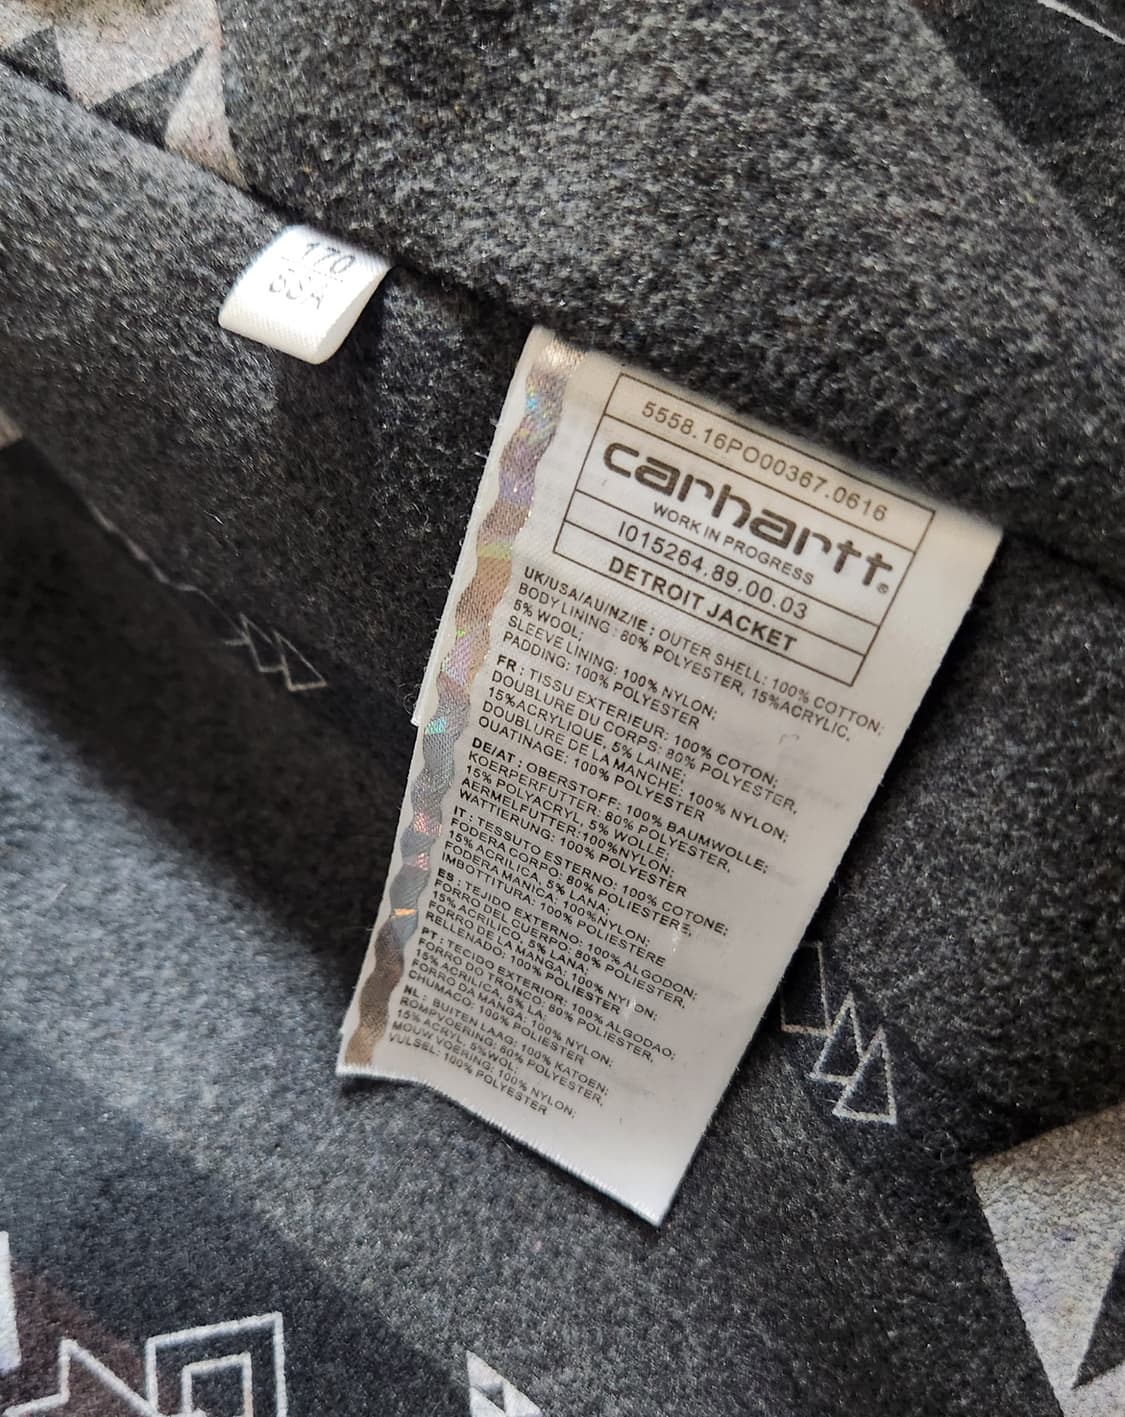 170
5558.16PO00367.0616
carhartt®
WORK IN PROGRESS
I015264.89.00.03
DETROIT JACKET
UK/USA/AU/NZ/IE : OUTER SHELL: 100% COTTON;
BODY LINING : 80% POLYESTER, 15%ACRYLIC,
5% WOOL;
SLEEVE LINING: 100% NYLON;
PADDING: 100% POLYESTER
FR : TISSU EXTERIEUR: 100% COTON;
DOUBLURE DU CORPS: 80% POLYESTER,
15%ACRYLIQUE, 5% LAINE;
DOUBLURE DE LA MANCHE: 100% NYLON;
OUATINAGE: 100% POLYESTER
DE/AT : OBERSTOFF: 100% BAUMWOLLE;
KOERPERFUTTER: 80% POLYESTER,
15% POLYACRYL, 5% WOLLE;
AERMELFUTTER:100%NYLON;
WATTIERUNG: 100% POLYESTER
IT : TESSUTO ESTERNO: 100% COTONE;
FODERA CORPO: 80% POLIESTERE,
15% ACRILICA, 5% LANA;
FODERA MANICA: 100%NYLON;
IMBOTTITURA: 100% POLIESTERE
ES : TEJIDO EXTERNO: 100% ALGODON;
FORRO DEL CUERPO: 80% POLIESTER,
15% ACRILICO, 5% LANA;
FORRO DE LA MANGA: 100% NYLON;
RELLENADO: 100% POLIESTER
PT : TECIDO EXTERIOR: 100% ALGODAO;
FORRO DO TRONCO: 80% POLIESTER,
15% ACRILICA, 5% LA;
FORRO DA MANGA: 100% NYLON;
CHUMACO: 100% POLIESTER
NL : BUITEN LAAG: 100% KATOEN;
ROMPVOERING: 80% POLYESTER,
15% ACRYL, 5%WOL;
MOUW VOERING: 100% NYLON;
VULSEL: 100% POLYESTER